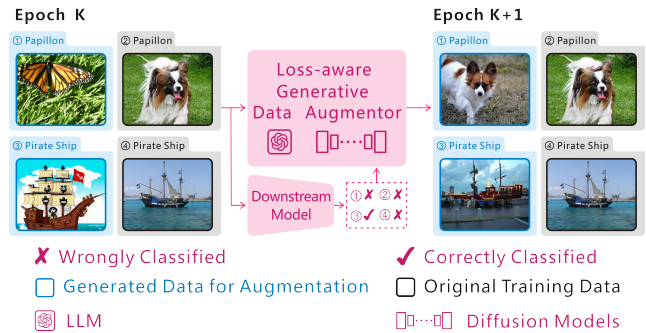 Epoch K
Epoch K+1
① Papillon
② Papillon
① Papillon
② Papillon
Loss-aware
Generative
Data Augmentor
③ Pirate Ship
④ Pirate Ship
③ Pirate Ship
④ Pirate Ship
Downstream
Model
① ✗ ② ✗
③ ✓ ④ ✗
✗ Wrongly Classified
✓ Correctly Classified
Generated Data for Augmentation
Original Training Data
LLM
Diffusion Models